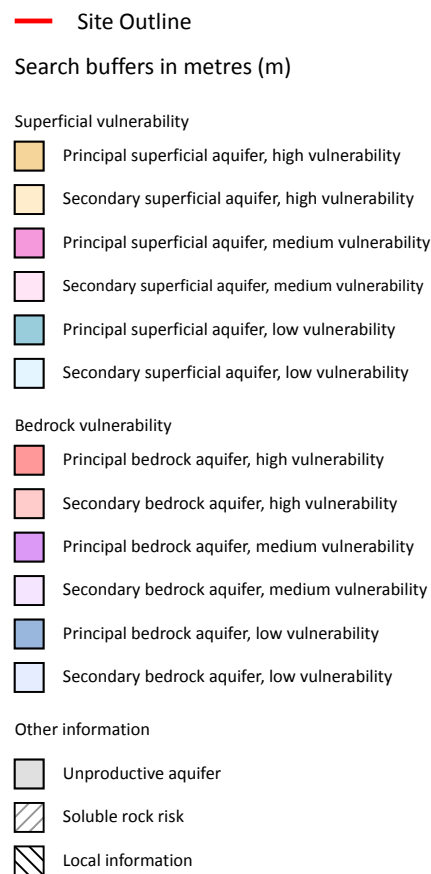 Site Outline
Search buffers in metres (m)
Superficial vulnerability
Principal superficial aquifer, high vulnerability
Secondary superficial aquifer, high vulnerability
Principal superficial aquifer, medium vulnerability
Secondary superficial aquifer, medium vulnerability
Principal superficial aquifer, low vulnerability
Secondary superficial aquifer, low vulnerability
Bedrock vulnerability
Principal bedrock aquifer, high vulnerability
Secondary bedrock aquifer, high vulnerability
Principal bedrock aquifer, medium vulnerability
Secondary bedrock aquifer, medium vulnerability
Principal bedrock aquifer, low vulnerability
Secondary bedrock aquifer, low vulnerability
Other information
Unproductive aquifer
Soluble rock risk
Local information